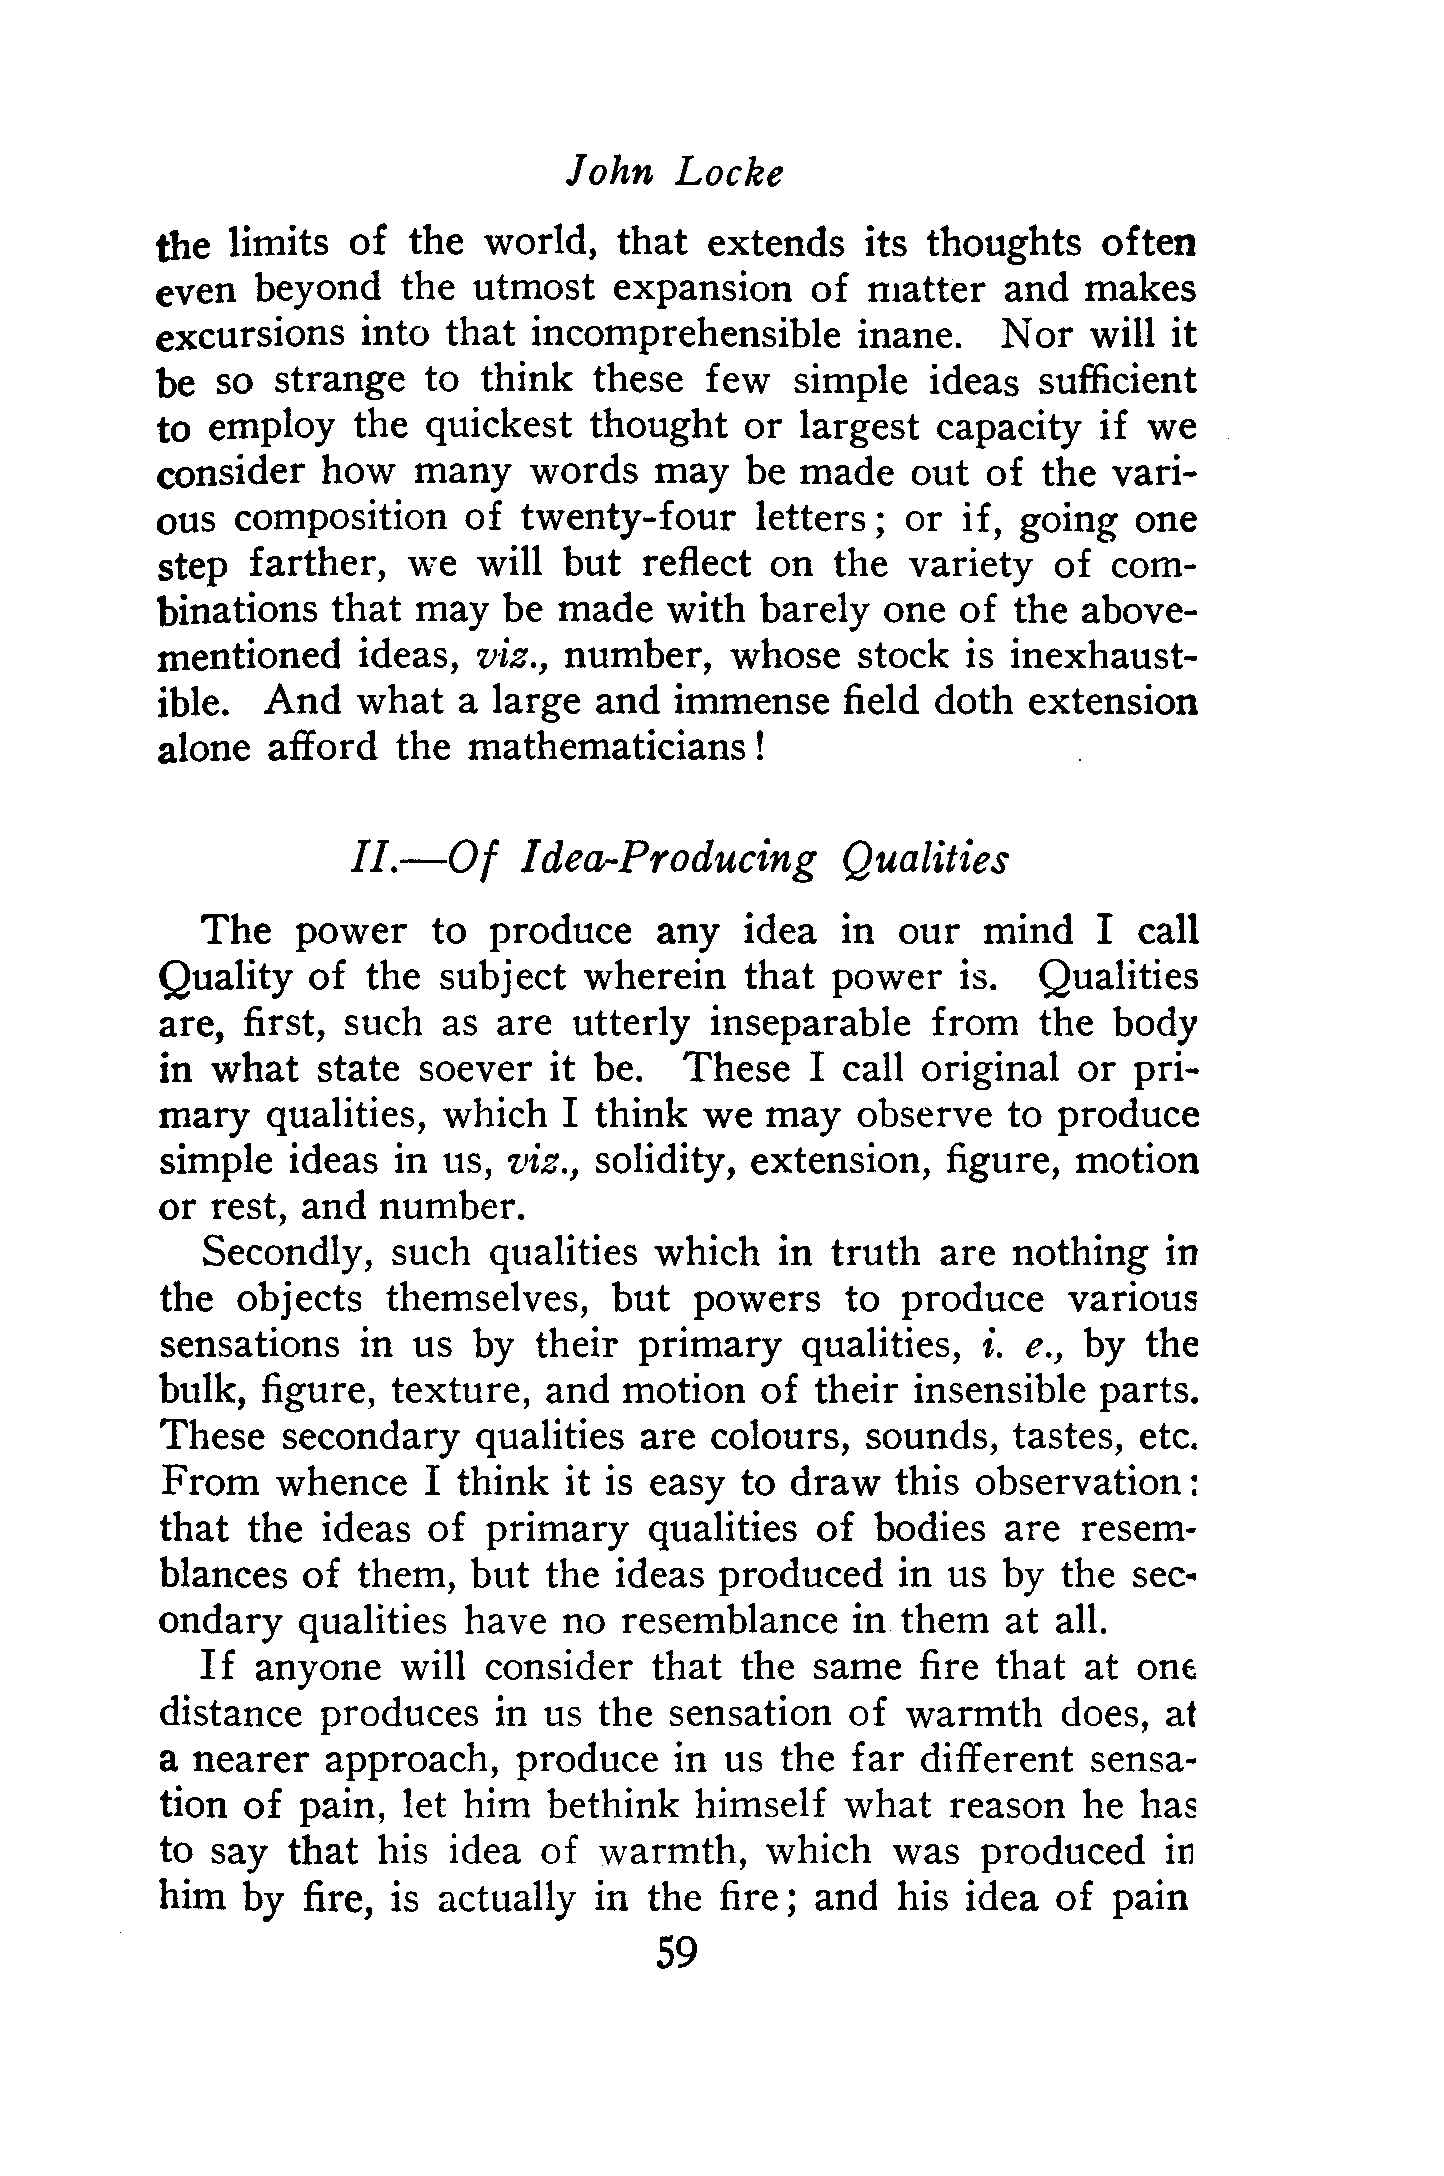 John Locke
the limits of the world, that extends its thoughts often
even beyond the utmost expansion of matter and makes
excursions into that incomprehensible inane. Nor will it
be so strange to think these few simple ideas sufficient
to employ the quickest thought or largest capacity if we
consider how many words may be made out of the vari-
ous composition of twenty-four letters; or if, going one
step farther, we will but reflect on the variety of com-
binations that may be made with barely one of the above-
mentioned ideas, viz., number, whose stock is inexhaust-
ible. And what a large and immense field doth extension
alone afford the mathematicians!
II.—Of Idea-Producing Qualities
The power to produce any idea in our mind I call
Quality of the subject wherein that power is. Qualities
are, first, such as are utterly inseparable from the body
in what state soever it be. These I call original or pri-
mary qualities, which I think we may observe to produce
simple ideas in us, viz., solidity, extension, figure, motion
or rest, and number.
Secondly, such qualities which in truth are nothing in
the objects themselves, but powers to produce various
sensations in us by their primary qualities, i. e., by the
bulk, figure, texture, and motion of their insensible parts.
These secondary qualities are colours, sounds, tastes, etc.
From whence I think it is easy to draw this observation:
that the ideas of primary qualities of bodies are resem-
blances of them, but the ideas produced in us by the sec-
ondary qualities have no resemblance in them at all.
If anyone will consider that the same fire that at one
distance produces in us the sensation of warmth does, at
a nearer approach, produce in us the far different sensa-
tion of pain, let him bethink himself what reason he has
to say that his idea of warmth, which was produced in
him by fire, is actually in the fire; and his idea of pain
59